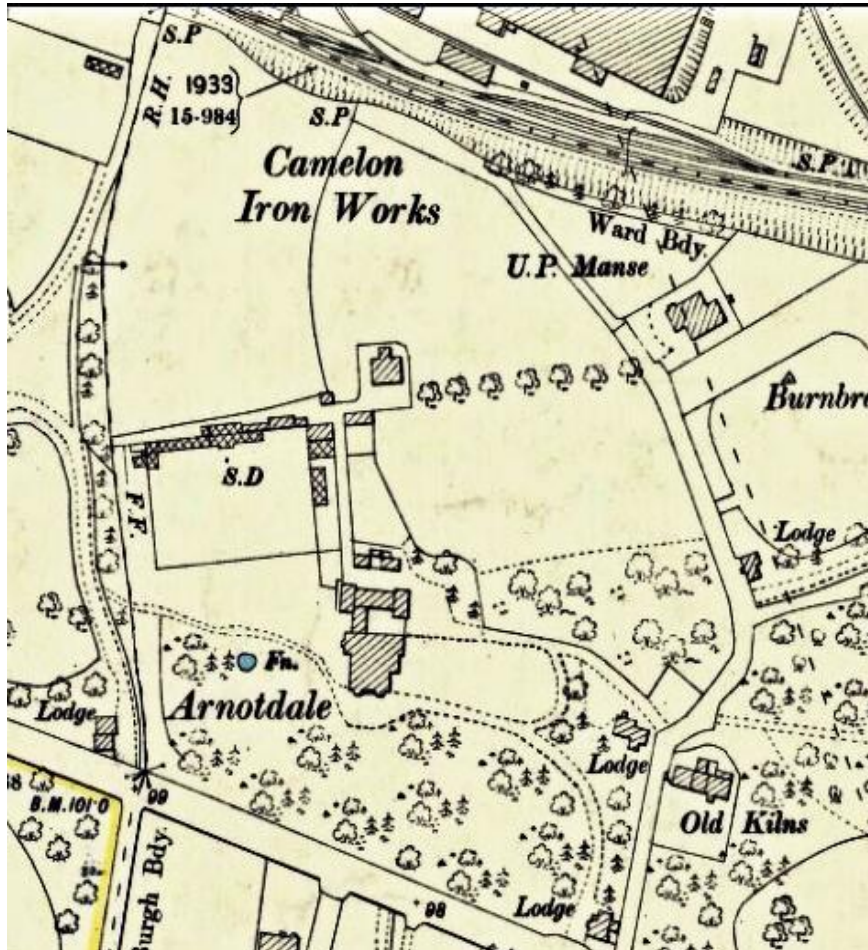 S.P
R.H. 1933
15·984
S.P
Camelon
Iron Works
S.P
Ward Bdy.
U.P. Manse
Burnbr
S.D
F.F.
Lodge
Fn.
Arnotdale
Lodge
Lodge
B.M. 101·0
99
Old Kilns
Burgh Bdy.
98
Lodge